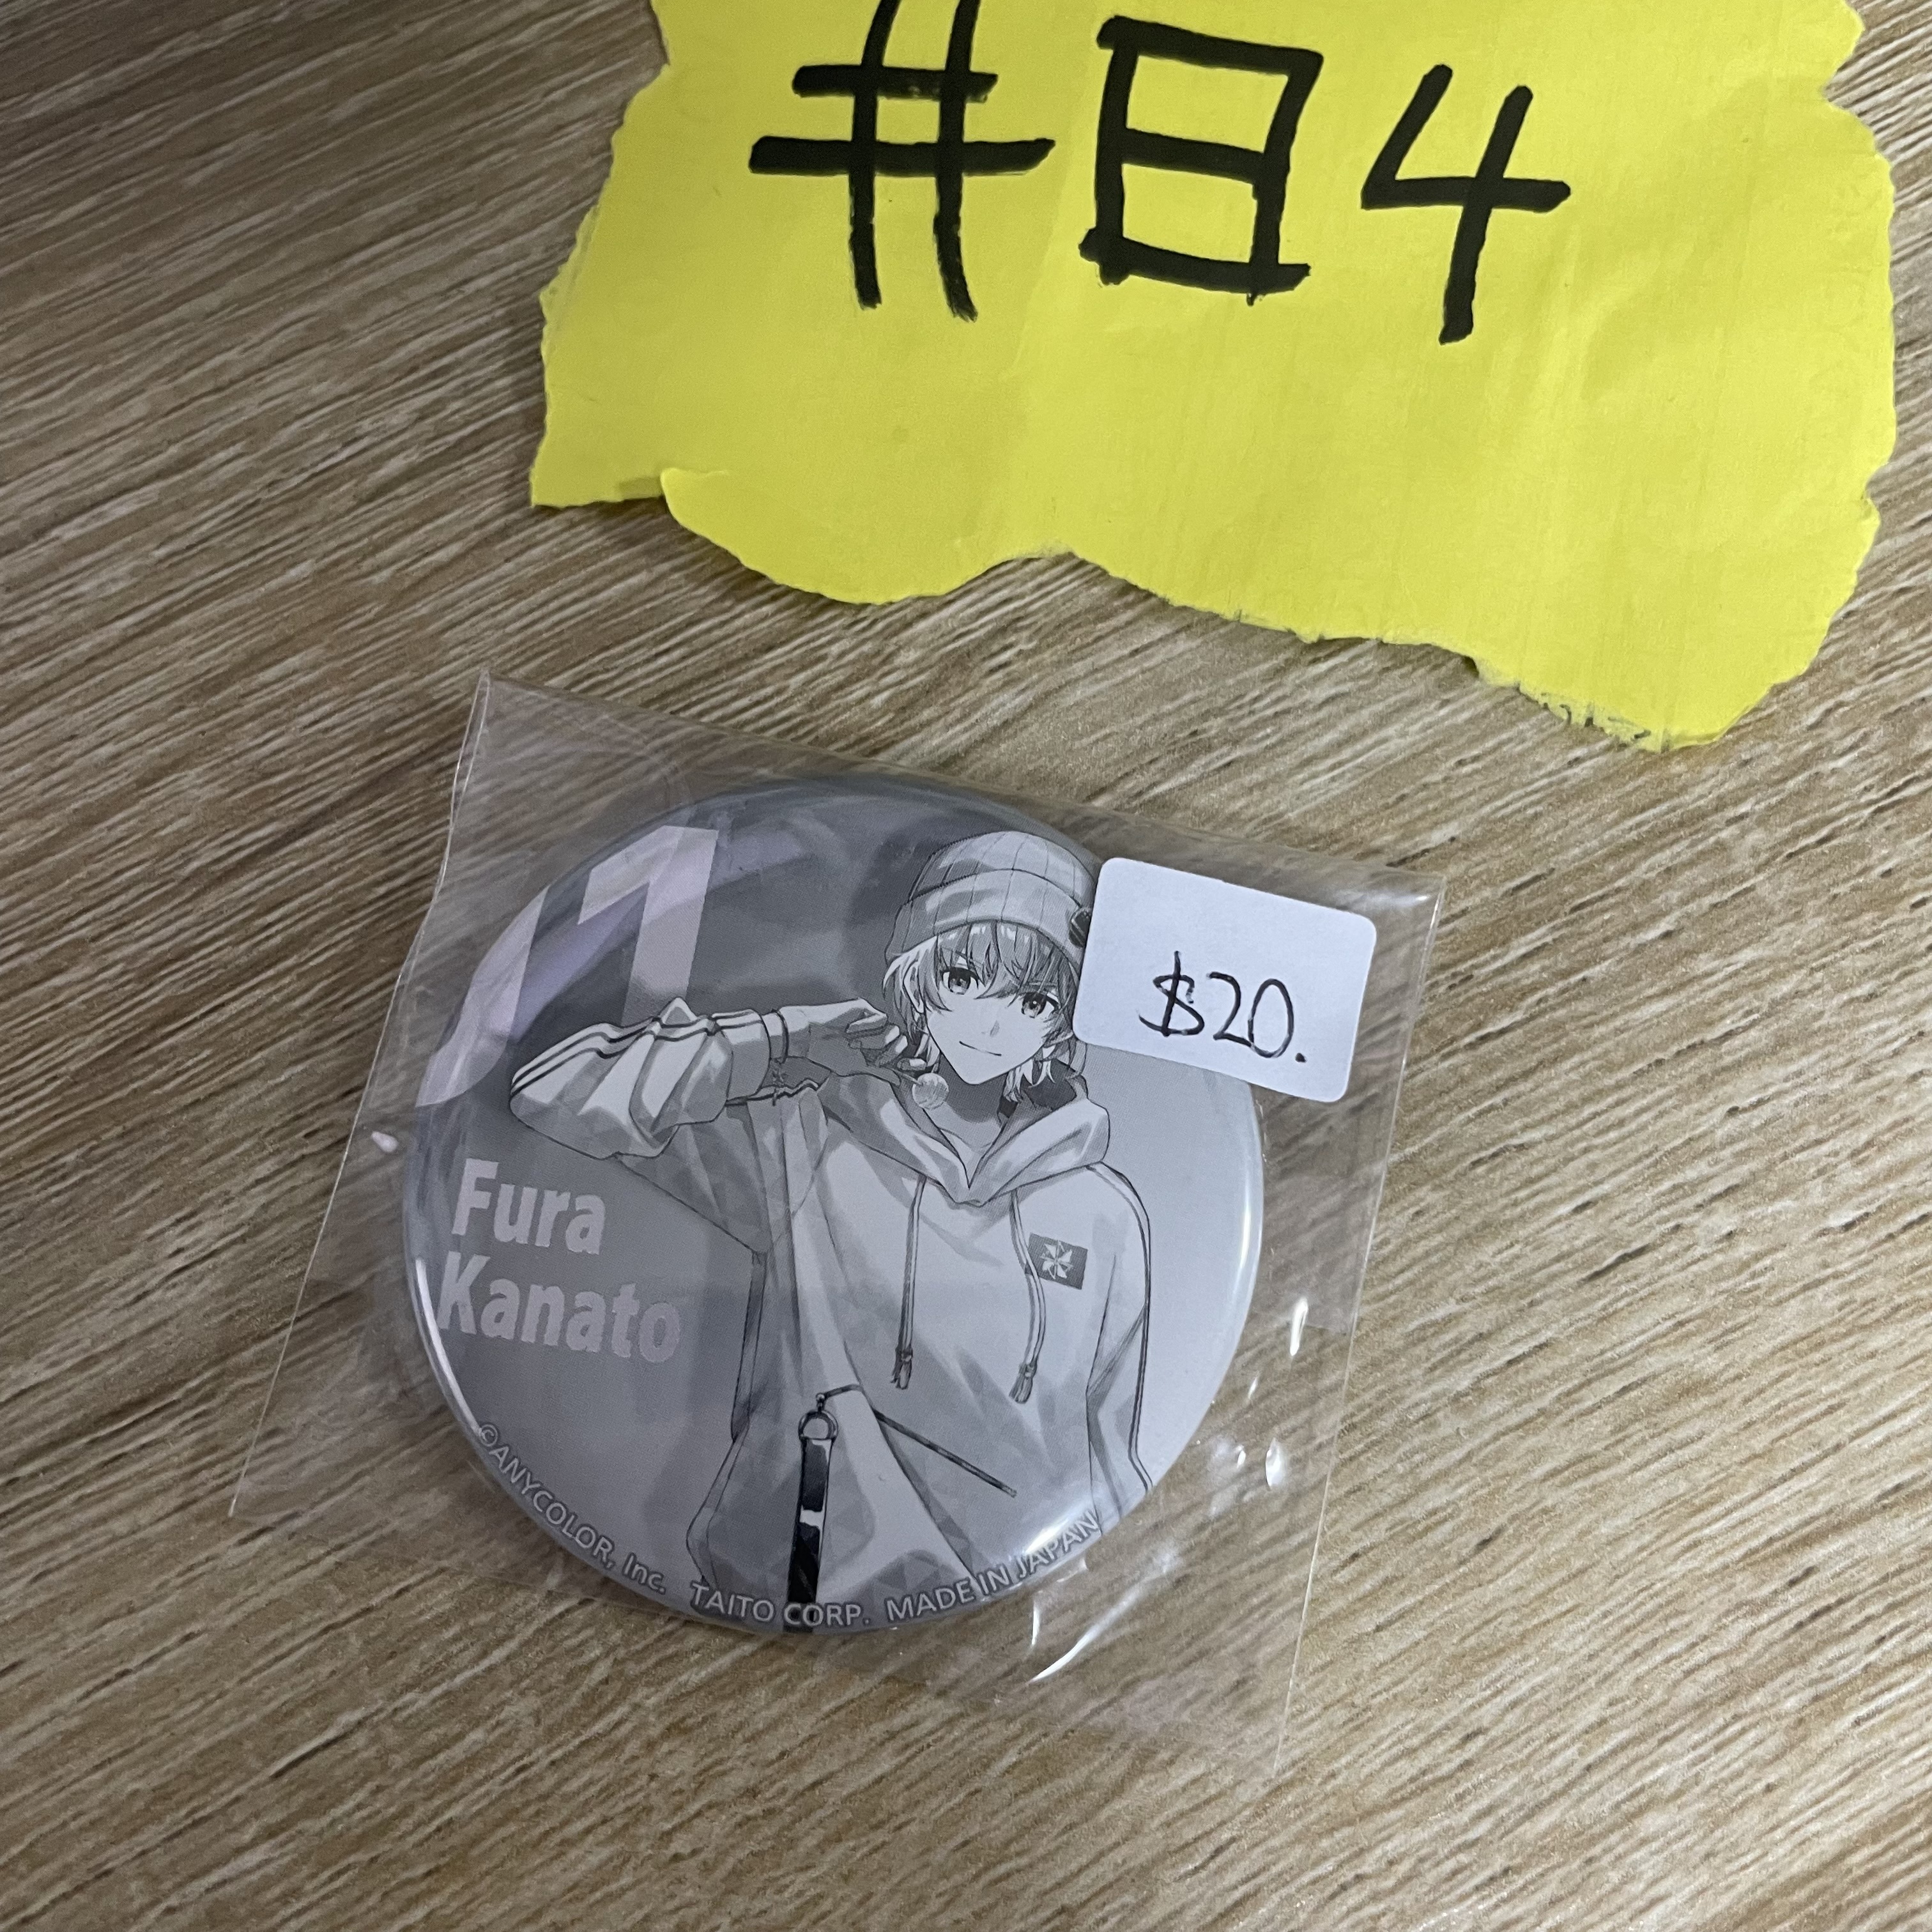 #84
$20.
Fura
Kanato
©ANYCOLOR, Inc. TAITO CORP. MADE IN JAPAN